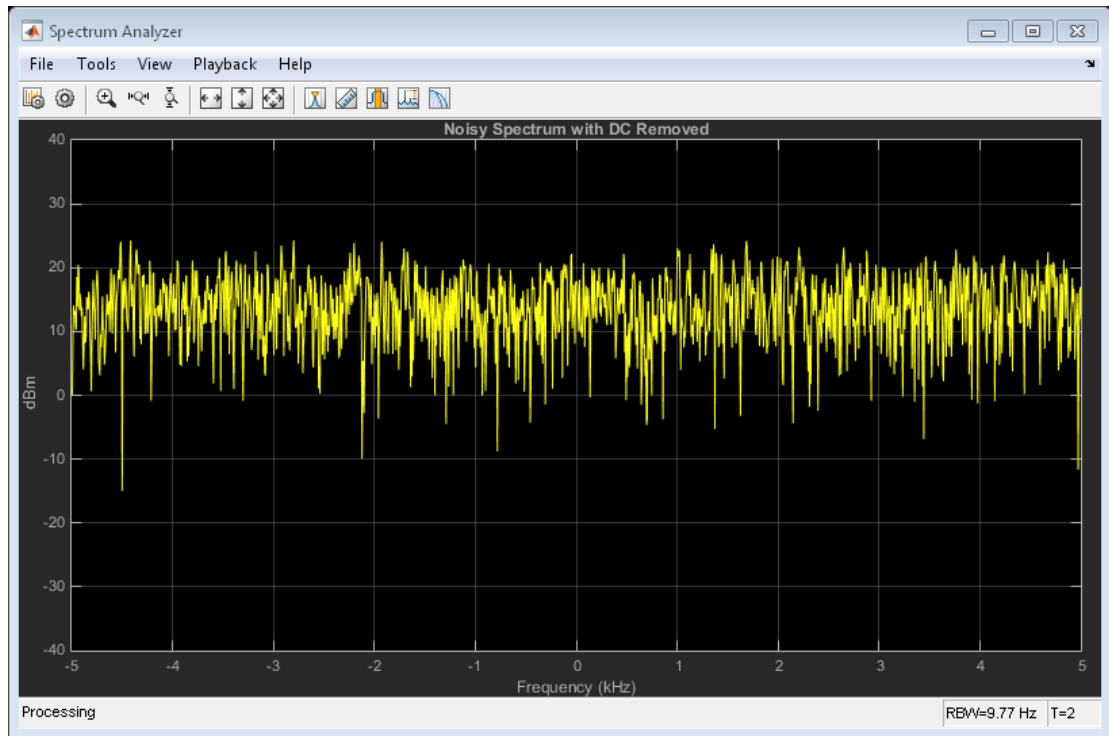 Spectrum Analyzer
File Tools View Playback Help
Noisy Spectrum with DC Removed
40
30
20
10
0
-10
-20
-30
-40
dBm
-5 -4 -3 -2 -1 0 1 2 3 4 5
Frequency (kHz)
Processing RBW=9.77 Hz T=2